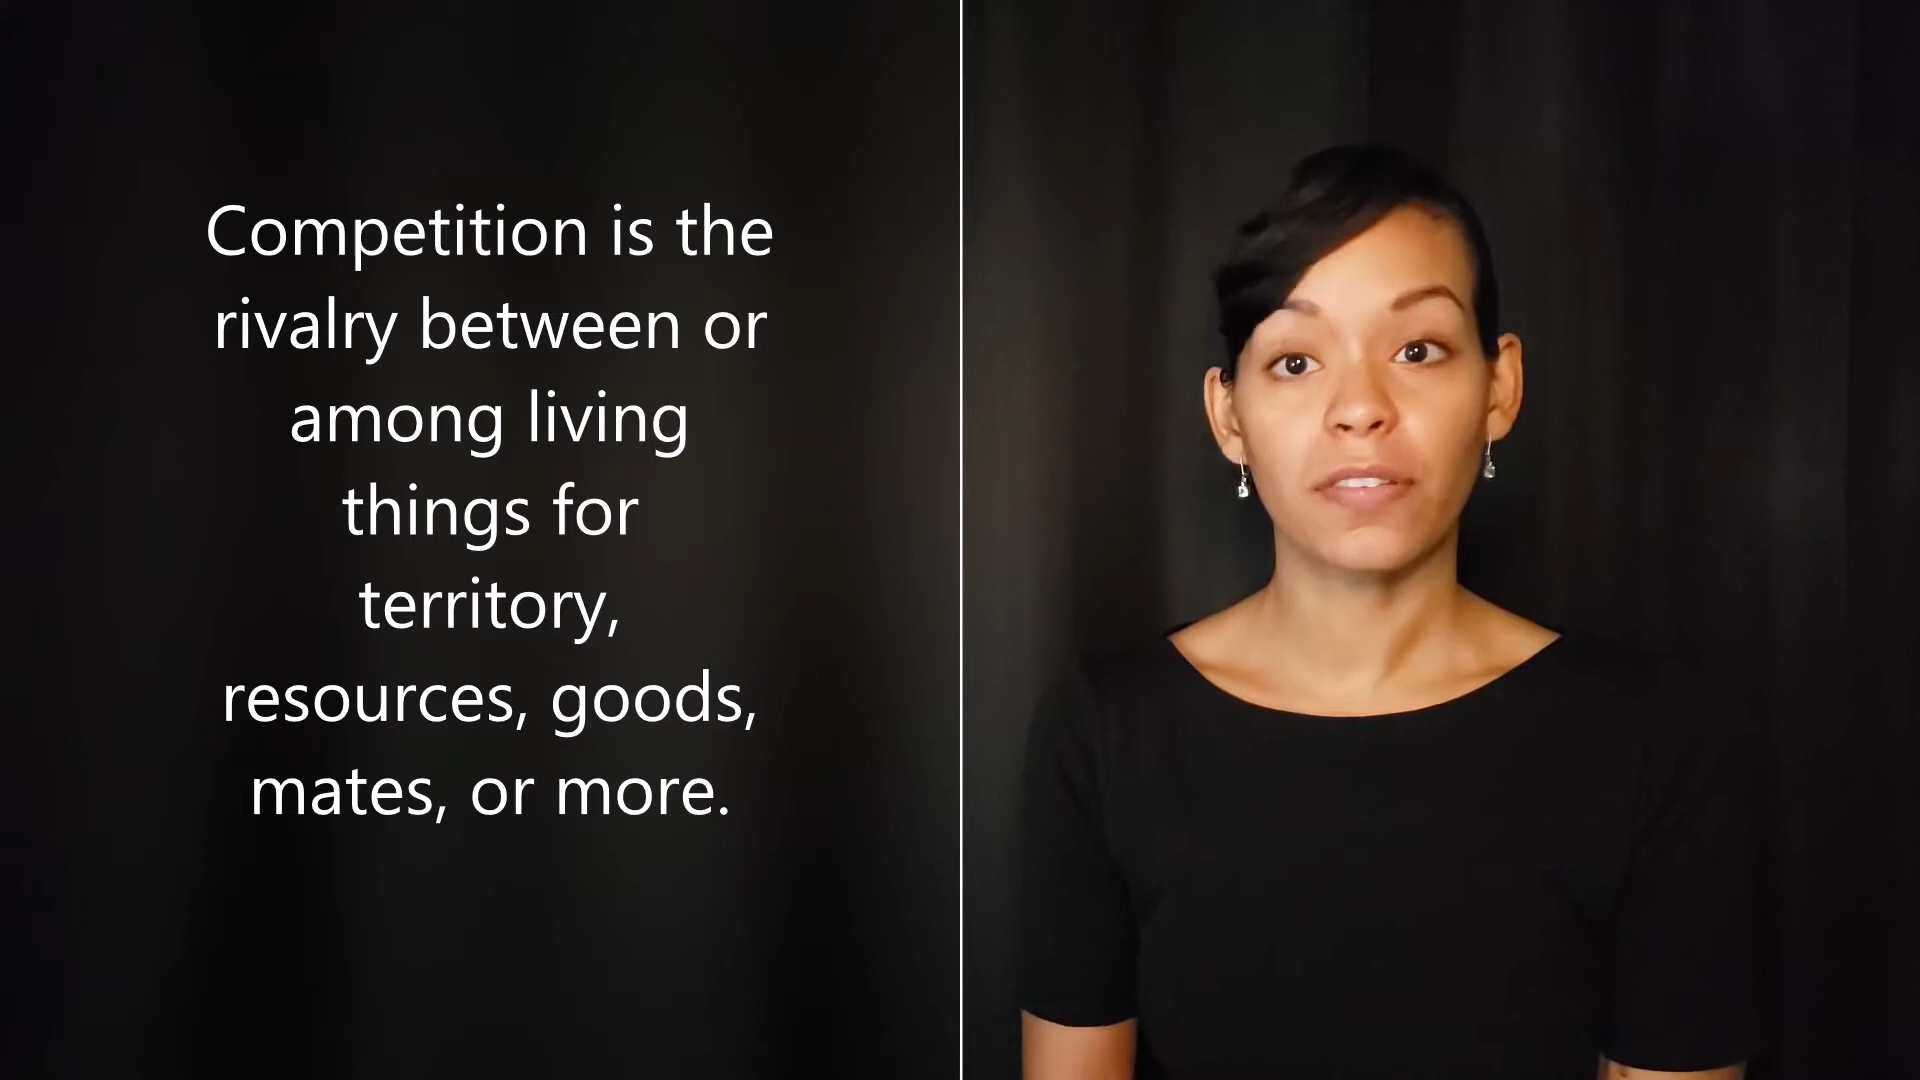 Competition is the
rivalry between or
among living
things for
territory,
resources, goods,
mates, or more.